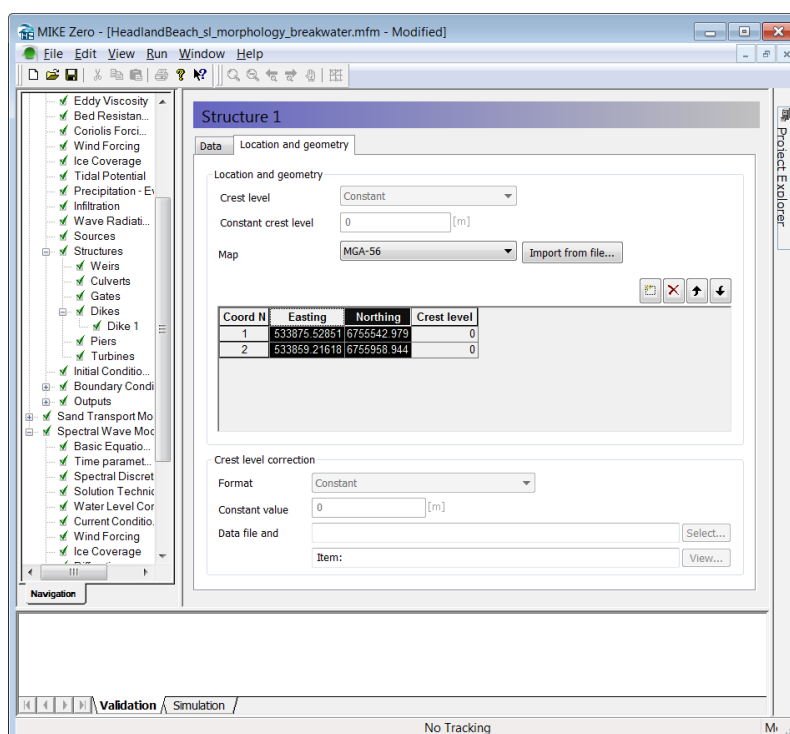 MIKE Zero - [HeadlandBeach_sl_morphology_breakwater.mfm - Modified]
File Edit View Run Window Help
Eddy Viscosity
Bed Resistan...
Coriolis Forci...
Wind Forcing
Ice Coverage
Tidal Potential
Precipitation - Ev
Infiltration
Wave Radiati...
Sources
Structures
Weirs
Culverts
Gates
Dikes
Dike 1
Piers
Turbines
Initial Conditio...
Boundary Condi
Outputs
Sand Transport Mo
Spectral Wave Moc
Basic Equatio...
Time paramet...
Spectral Discret
Solution Technic
Water Level Cor
Current Conditio.
Wind Forcing
Ice Coverage
Navigation
Structure 1
Data Location and geometry
Location and geometry
Crest level Constant
Constant crest level 0 [m]
Map MGA-56 Import from file...
Coord N Easting Northing Crest level
1 533875.52851 6755542.979 0
2 533859.21618 6755958.944 0
Crest level correction
Format Constant
Constant value 0 [m]
Data file and Select...
Item: View...
Project Explorer
Validation Simulation
No Tracking